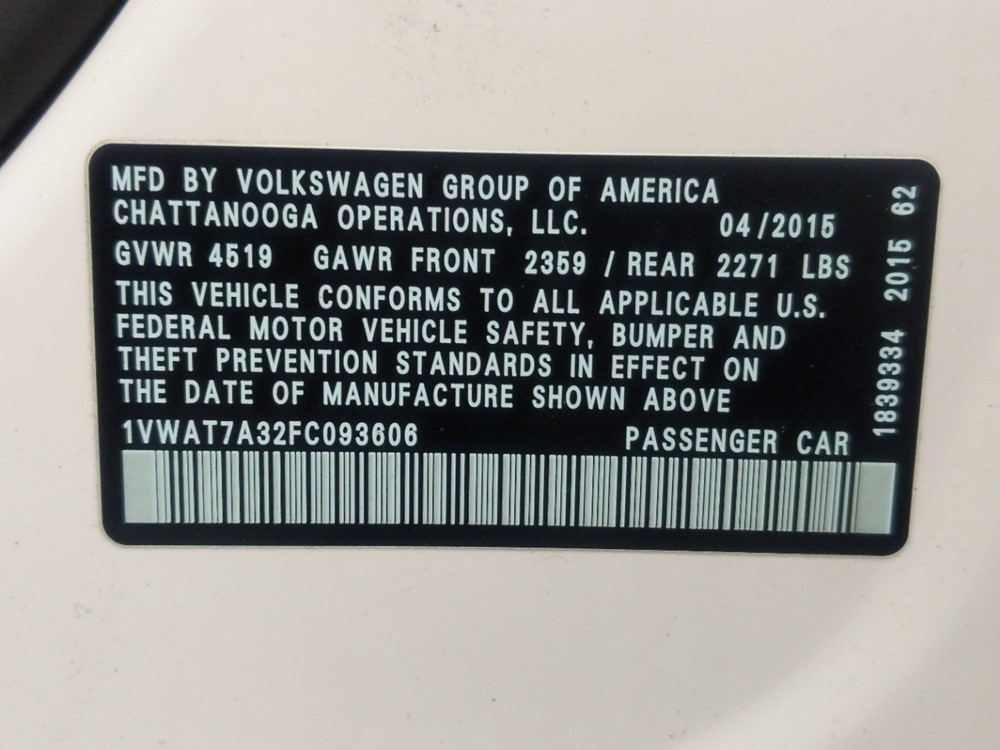 MFD BY VOLKSWAGEN GROUP OF AMERICA
CHATTANOOGA OPERATIONS, LLC. 04/2015
GVWR 4519 GAWR FRONT 2359 / REAR 2271 LBS
THIS VEHICLE CONFORMS TO ALL APPLICABLE U.S.
FEDERAL MOTOR VEHICLE SAFETY, BUMPER AND
THEFT PREVENTION STANDARDS IN EFFECT ON
THE DATE OF MANUFACTURE SHOWN ABOVE
1VWAT7A32FC093606 PASSENGER CAR
1839334 2015 62